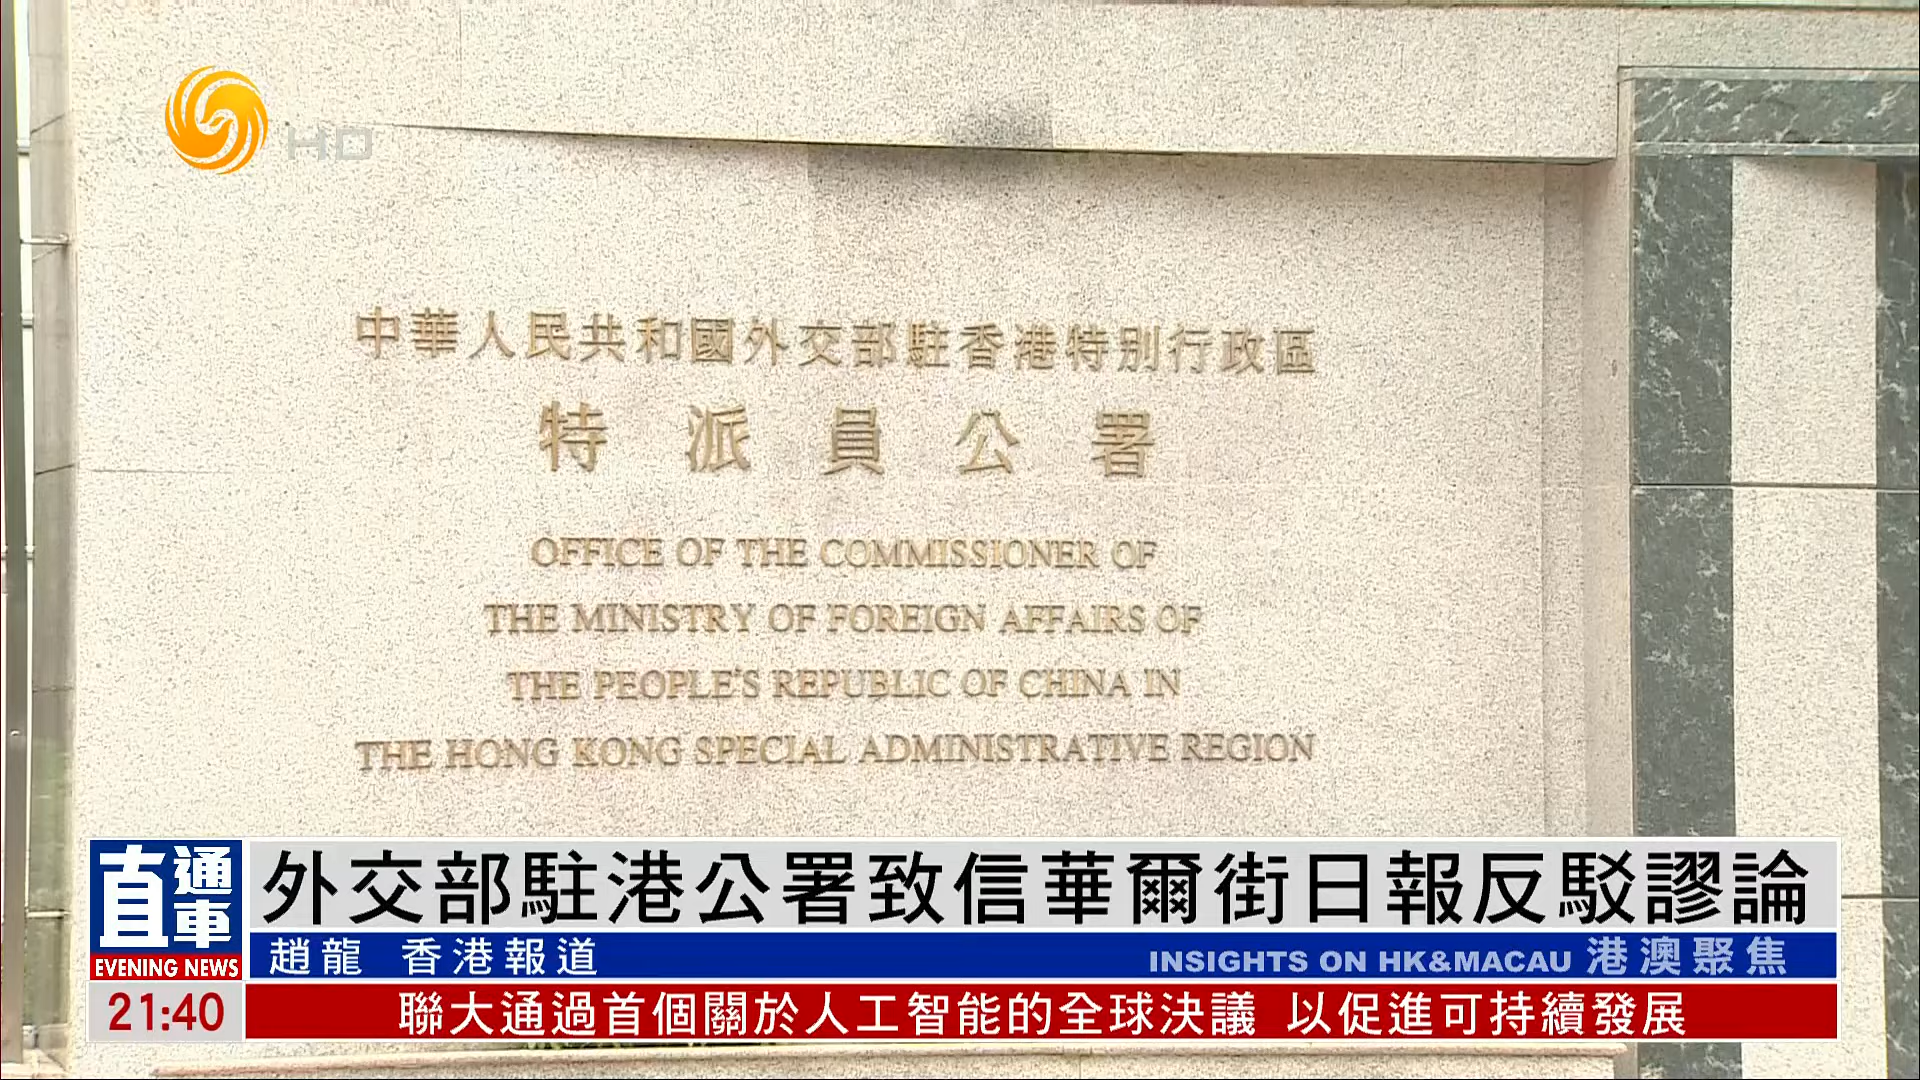 HD
中華人民共和國外交部駐香港特別行政區
特派員公署
OFFICE OF THE COMMISSIONER OF
THE MINISTRY OF FOREIGN AFFAIRS OF
THE PEOPLE'S REPUBLIC OF CHINA IN
THE HONG KONG SPECIAL ADMINISTRATIVE REGION
直通車
EVENING NEWS
外交部駐港公署致信華爾街日報反駁謬論
趙龍 香港報道
INSIGHTS ON HK&MACAU 港澳聚焦
21:40
聯大通過首個關於人工智能的全球決議 以促進可持續發展